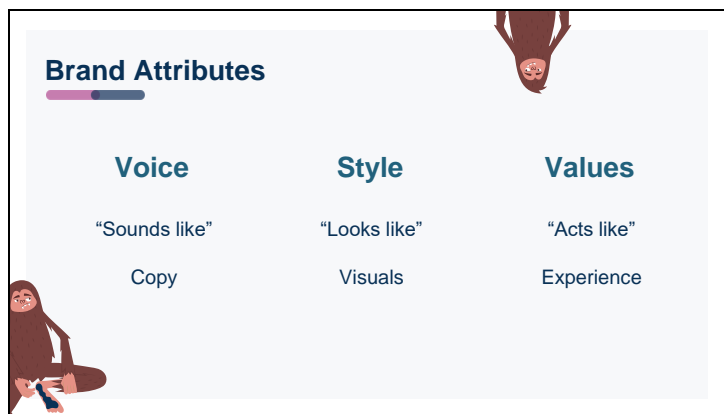 Brand Attributes
Voice Style Values
“Sounds like” “Looks like” “Acts like”
Copy Visuals Experience